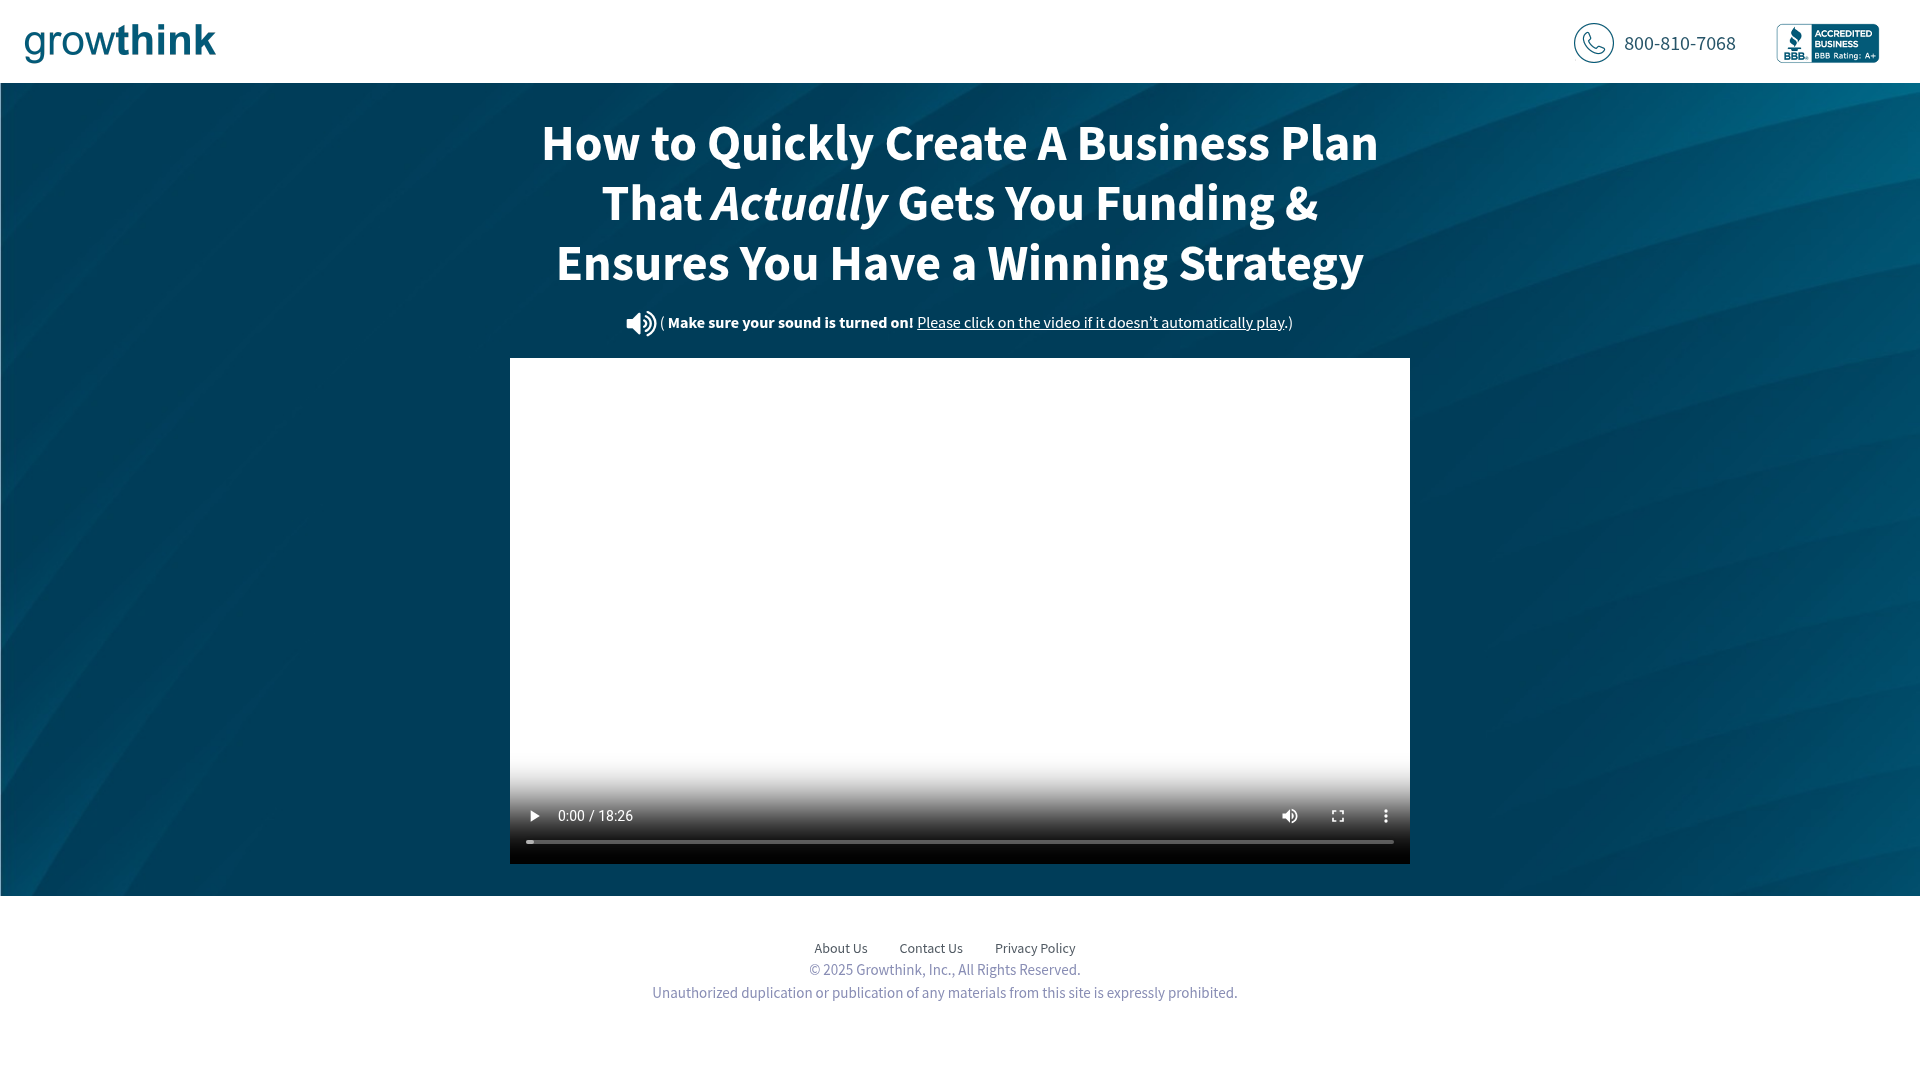 growthink
800-810-7068
ACCREDITED
BUSINESS
BBB.
BBB Rating: A+
How to Quickly Create A Business Plan
That Actually Gets You Funding &
Ensures You Have a Winning Strategy
( Make sure your sound is turned on! Please click on the video if it doesn’t automatically play.)
0:00 / 18:26
About Us Contact Us Privacy Policy
© 2025 Growthink, Inc., All Rights Reserved.
Unauthorized duplication or publication of any materials from this site is expressly prohibited.